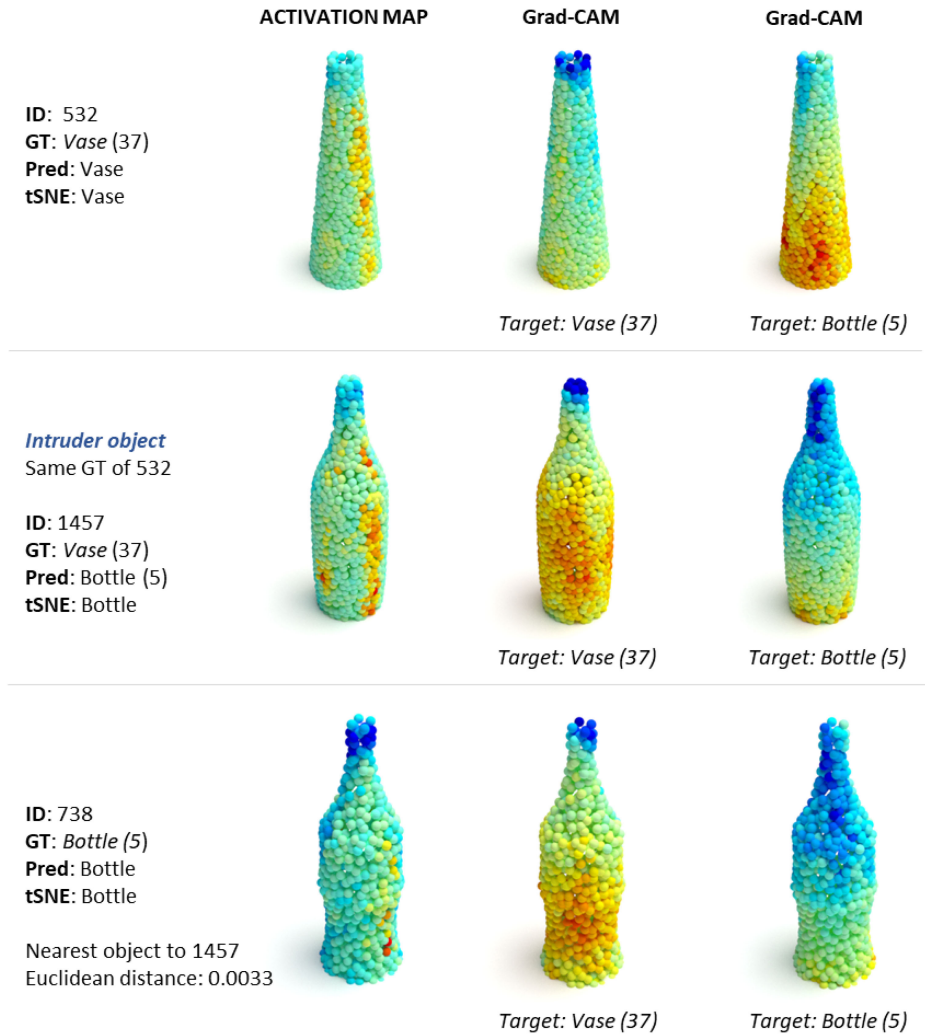 ACTIVATION MAP Grad-CAM Grad-CAM
ID: 532
GT: Vase (37)
Pred: Vase
tSNE: Vase
Target: Vase (37) Target: Bottle (5)
Intruder object
Same GT of 532
ID: 1457
GT: Vase (37)
Pred: Bottle (5)
tSNE: Bottle
Target: Vase (37) Target: Bottle (5)
ID: 738
GT: Bottle (5)
Pred: Bottle
tSNE: Bottle
Nearest object to 1457
Euclidean distance: 0.0033
Target: Vase (37) Target: Bottle (5)